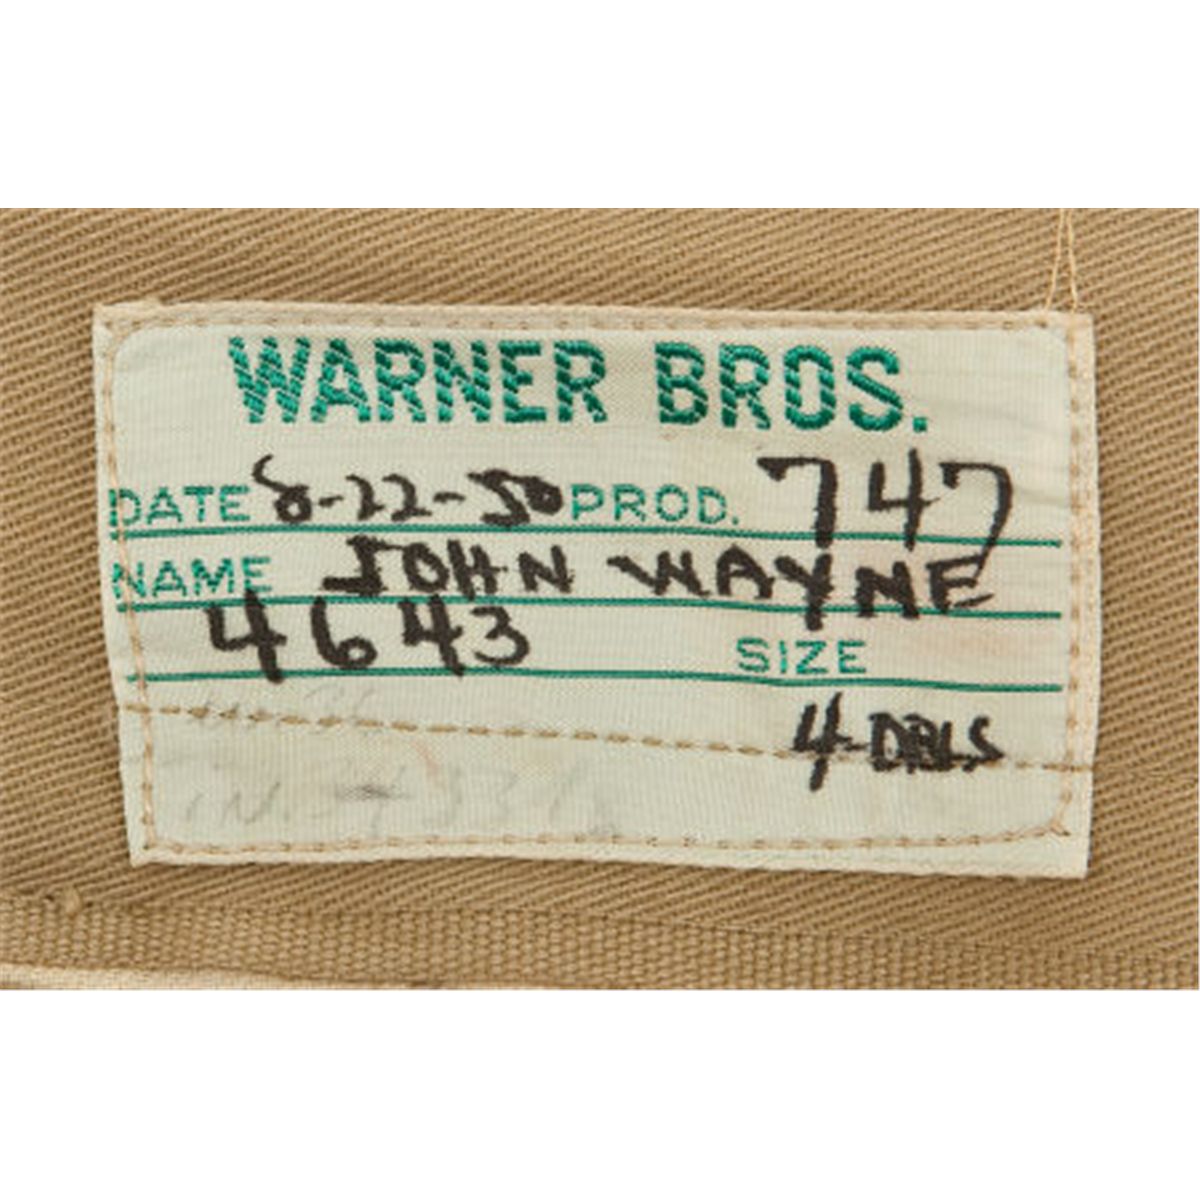 WARNER BROS.
DATE 8-22-50 PROD. 747
NAME JOHN WAYNE
4643 SIZE
4 DBLS